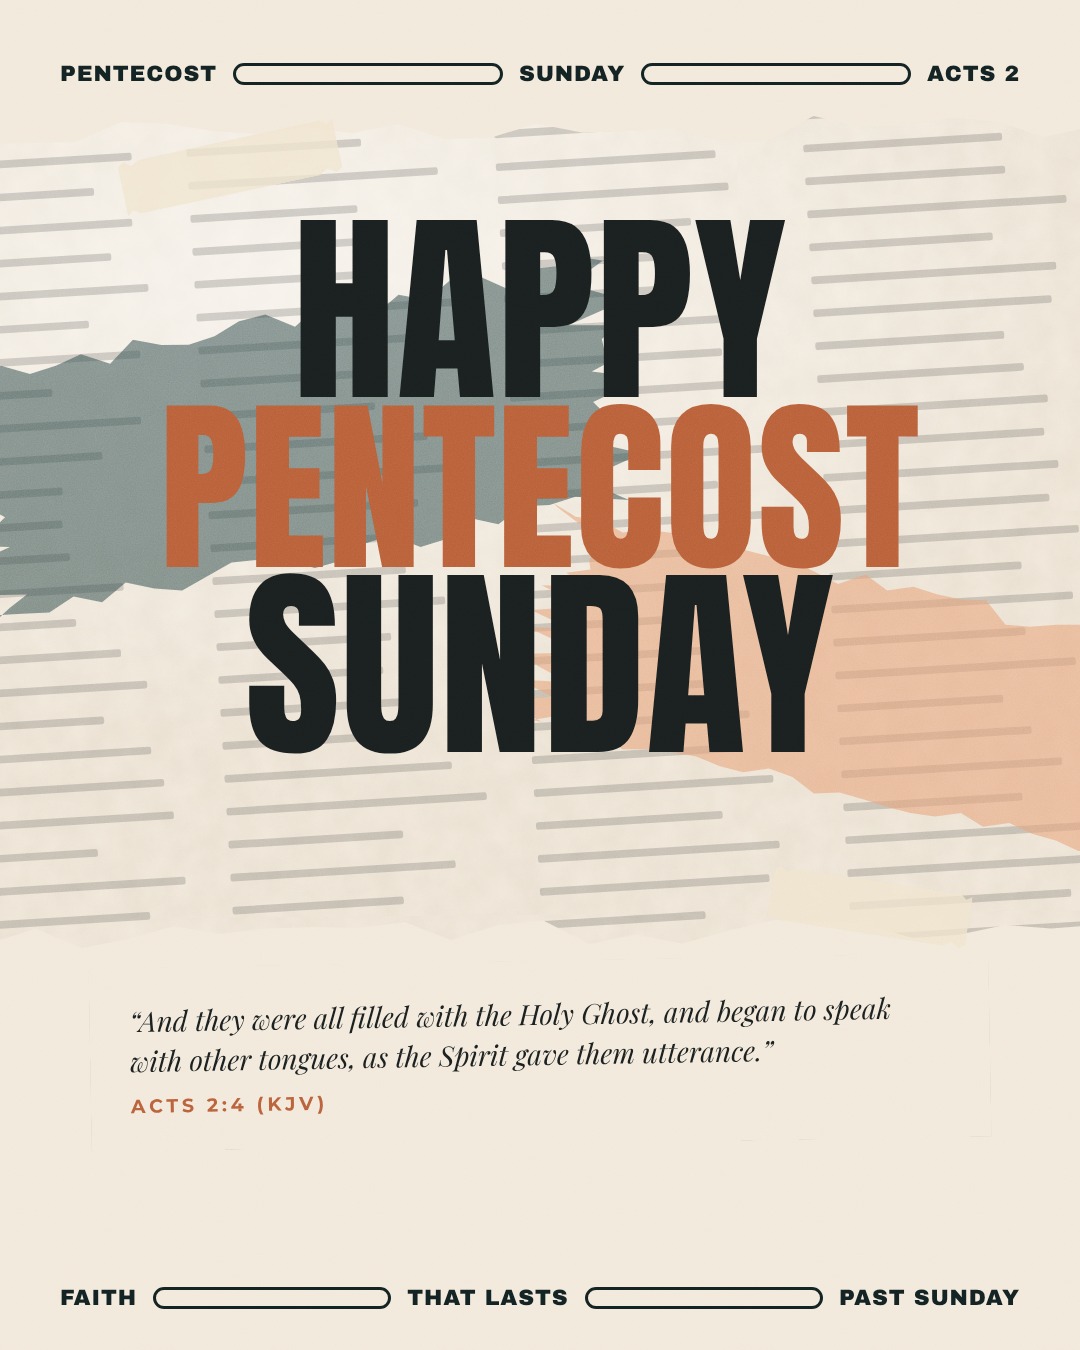 PENTECOST SUNDAY ACTS 2
HAPPY
PENTECOST
SUNDAY
“And they were all filled with the Holy Ghost, and began to speak
with other tongues, as the Spirit gave them utterance.”
ACTS 2:4 (KJV)
FAITH THAT LASTS PAST SUNDAY